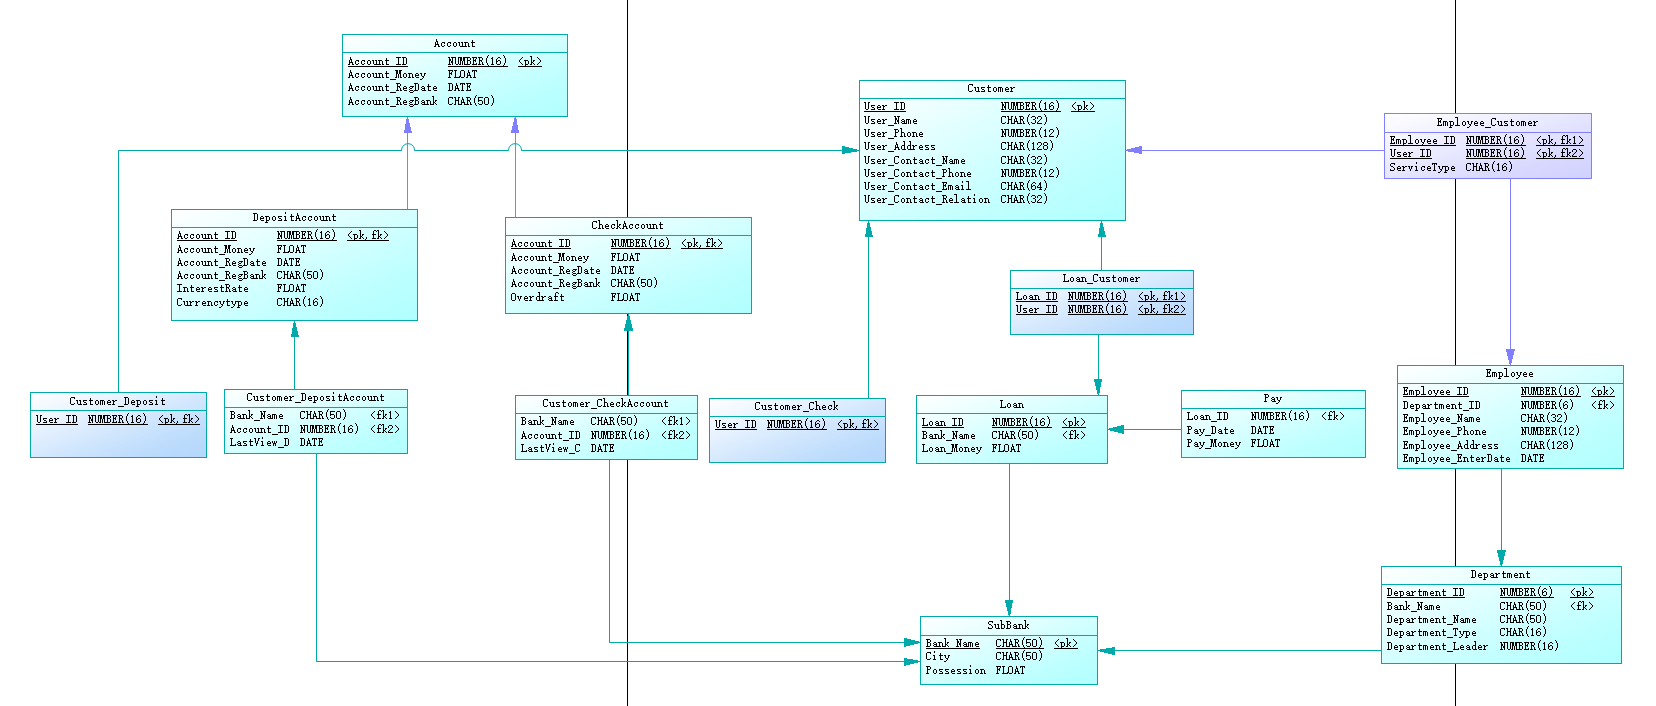 Account
Account_ID NUMBER(16) <pk>
Account_Money FLOAT
Account_RegDate DATE
Account_RegBank CHAR(50)
Customer
User_ID NUMBER(16) <pk>
User_Name CHAR(32)
User_Phone NUMBER(12)
User_Address CHAR(128)
User_Contact_Name CHAR(32)
User_Contact_Phone NUMBER(12)
User_Contact_Email CHAR(64)
User_Contact_Relation CHAR(32)
Employee_Customer
Employee_ID NUMBER(16) <pk,fk1>
User_ID NUMBER(16) <pk,fk2>
ServiceType CHAR(16)
DepositAccount
Account_ID NUMBER(16) <pk,fk>
Account_Money FLOAT
Account_RegDate DATE
Account_RegBank CHAR(50)
InterestRate FLOAT
Currencytype CHAR(16)
CheckAccount
Account_ID NUMBER(16) <pk,fk>
Account_Money FLOAT
Account_RegDate DATE
Account_RegBank CHAR(50)
Overdraft FLOAT
Loan_Customer
Loan_ID NUMBER(16) <pk,fk1>
User_ID NUMBER(16) <pk,fk2>
Customer_Deposit
User_ID NUMBER(16) <pk,fk>
Customer_DepositAccount
Bank_Name CHAR(50) <fk1>
Account_ID NUMBER(16) <fk2>
LastView_D DATE
Customer_CheckAccount
Bank_Name CHAR(50) <fk1>
Account_ID NUMBER(16) <fk2>
LastView_C DATE
Customer_Check
User_ID NUMBER(16) <pk,fk>
Loan
Loan_ID NUMBER(16) <pk>
Bank_Name CHAR(50) <fk>
Loan_Money FLOAT
Pay
Loan_ID NUMBER(16) <fk>
Pay_Date DATE
Pay_Money FLOAT
Employee
Employee_ID NUMBER(16) <pk>
Department_ID NUMBER(6) <fk>
Employee_Name CHAR(32)
Employee_Phone NUMBER(12)
Employee_Address CHAR(128)
Employee_EnterDate DATE
SubBank
Bank_Name CHAR(50) <pk>
City CHAR(50)
Possession FLOAT
Department
Department_ID NUMBER(6) <pk>
Bank_Name CHAR(50) <fk>
Department_Name CHAR(50)
Department_Type CHAR(16)
Department_Leader NUMBER(16)